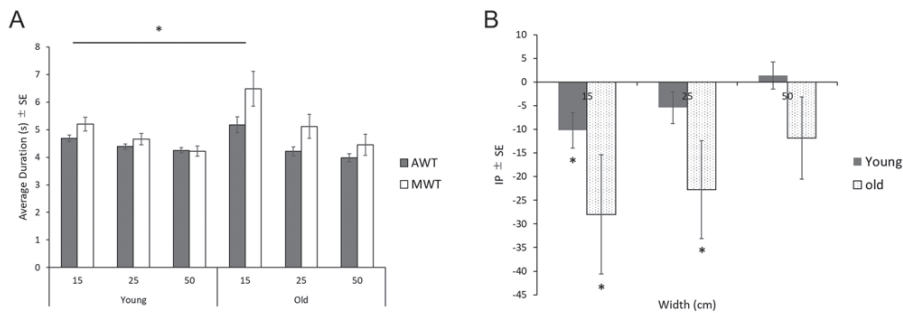 A
*
Average Duration (s) ± SE
8
7
6
5
4
3
2
1
0
15 25 50 15 25 50
Young Old
AWT
MWT
B
IP ± SE
10
5
0
-5
-10
-15
-20
-25
-30
-35
-40
-45
15 25 50
*
*
*
Young
old
Width (cm)